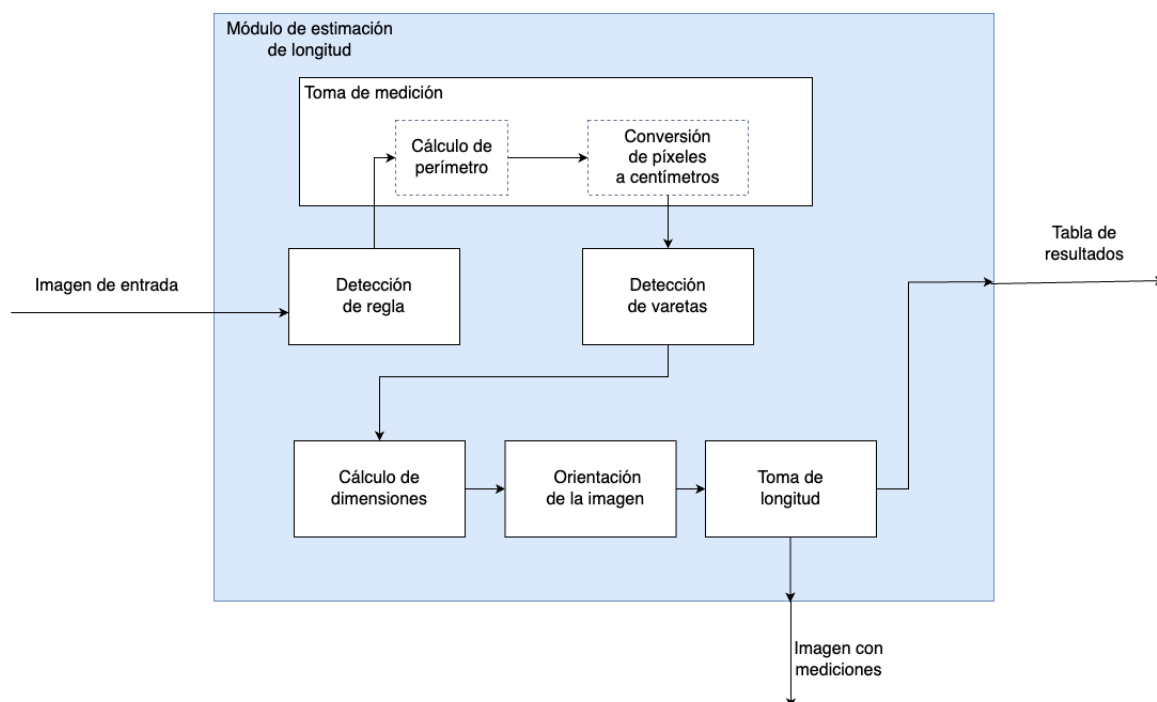 Módulo de estimación
de longitud
Toma de medición
Cálculo de
perímetro
Conversión
de píxeles
a centímetros
Imagen de entrada
Detección
de regla
Detección
de varetas
Tabla de
resultados
Cálculo de
dimensiones
Orientación
de la imagen
Toma de
longitud
Imagen con
mediciones